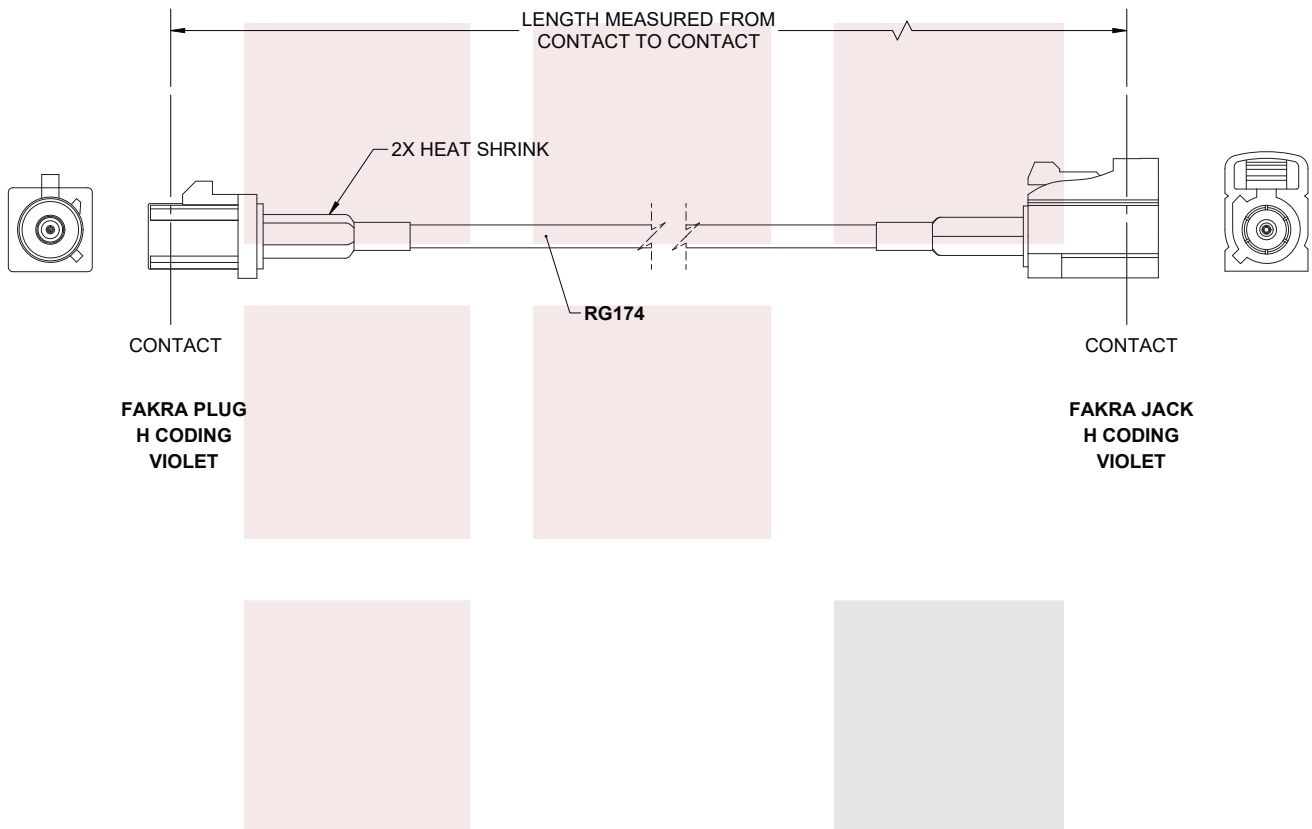 LENGTH MEASURED FROM
CONTACT TO CONTACT
2X HEAT SHRINK
RG174
CONTACT
CONTACT
FAKRA PLUG
H CODING
VIOLET
FAKRA JACK
H CODING
VIOLET